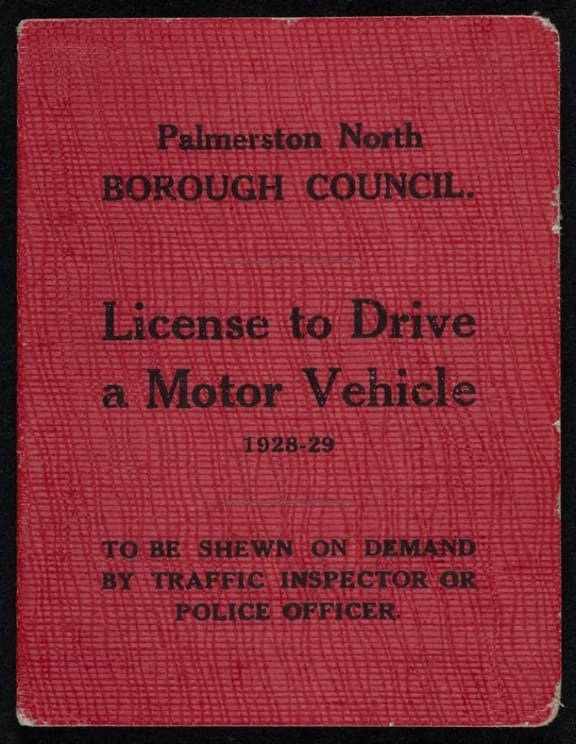 Palmerston North
BOROUGH COUNCIL.
License to Drive
a Motor Vehicle
1928-29
TO BE SHEWN ON DEMAND
BY TRAFFIC INSPECTOR OR
POLICE OFFICER.